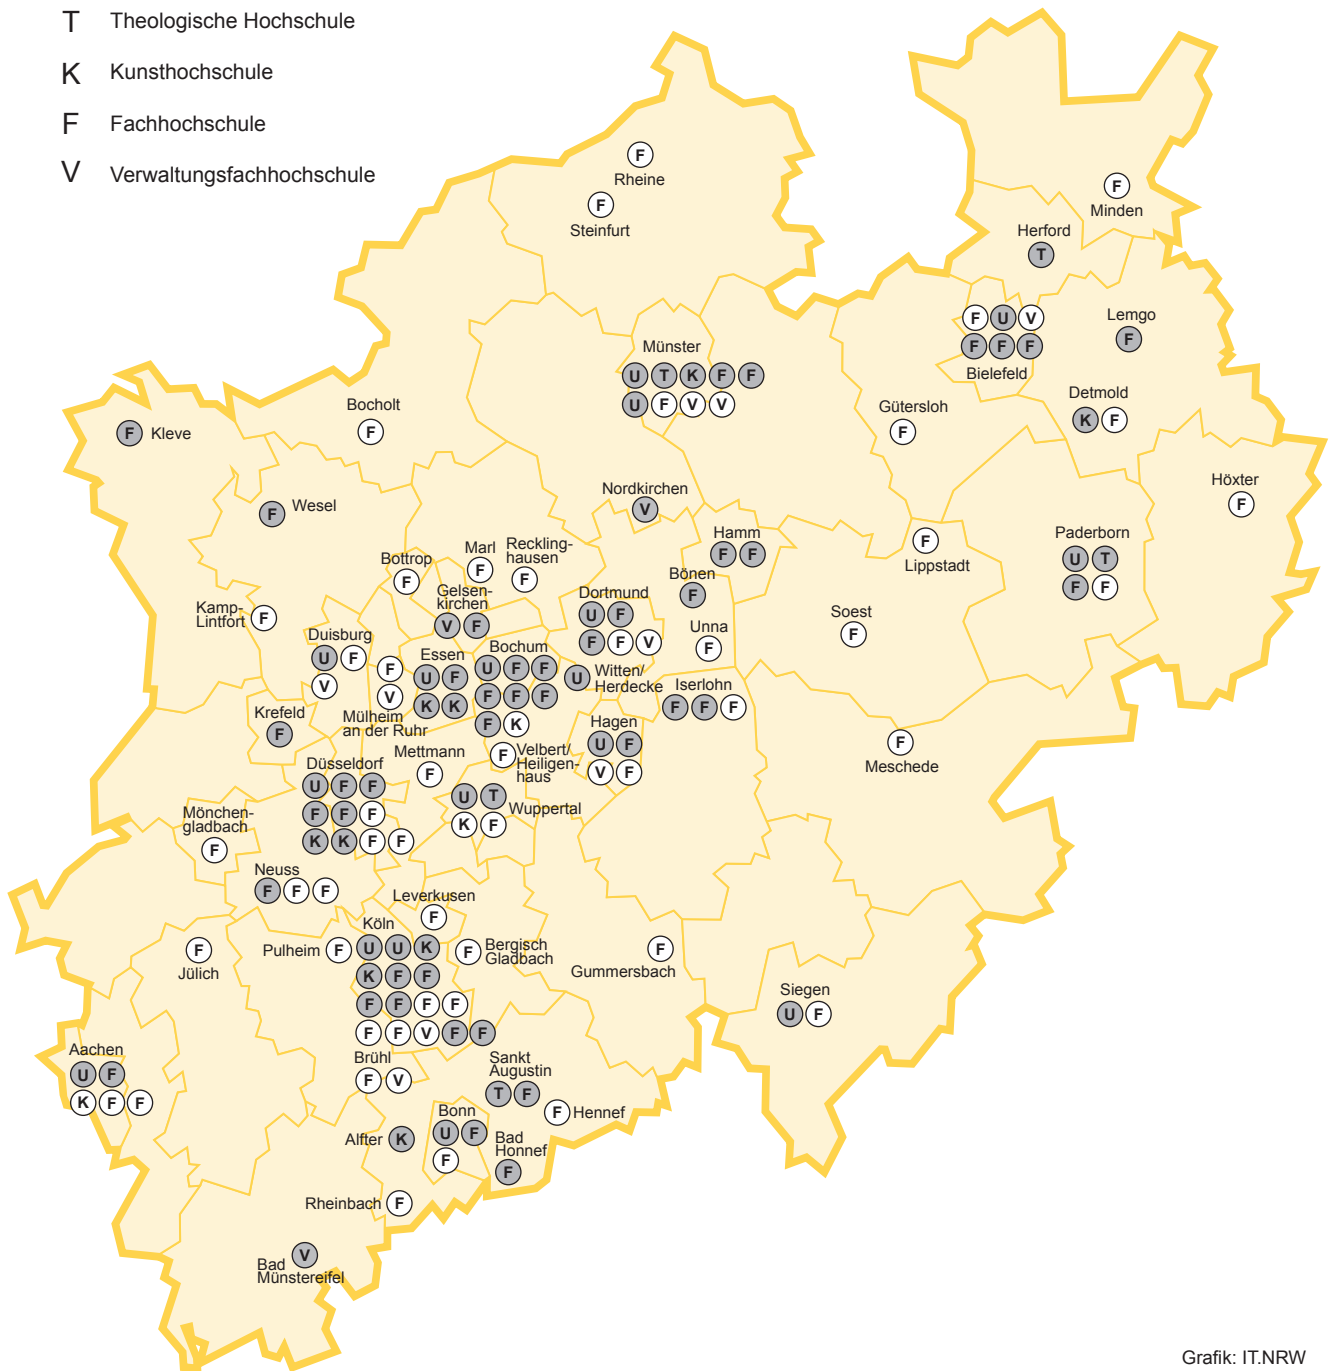 T Theologische Hochschule
K Kunsthochschule
F Fachhochschule
V Verwaltungsfachhochschule
F
Rheine
F
Steinfurt
F
Minden
Herford
T
F U V
F F F
Bielefeld
Lemgo
F
Münster
U T K F F
U F V V
Detmold
K F
Gütersloh
F
Bocholt
F
F Kleve
Höxter
F
F Wesel
Nordkirchen
V
Hamm
F F
F
Lippstadt
Paderborn
U T
F F
Bottrop
F
Marl
F
Reckling-
hausen
F
Bönen
F
Gelsen-
kirchen
V F
Dortmund
U F
F F V
Kamp-
Lintfort
F
Unna
F
Soest
F
Duisburg
U F
V
F
V
Mülheim
an der Ruhr
Essen
U F
K K
Bochum
U F F
F F F
F K
U Witten/
Herdecke
Iserlohn
F F F
Krefeld
F
Hagen
U F
V F
F
Meschede
Mettmann
F
F Velbert/
Heiligen-
haus
Düsseldorf
U F F
F F F
K K F F
U T
K F
Wuppertal
Mönchen-
gladbach
F
Neuss
F F F
Leverkusen
F
F
Jülich
Pulheim F
Köln
U U K
K F F
F F F F
F F V F F
F Bergisch
Gladbach
F
Gummersbach
Siegen
U F
Aachen
U F
K F F
Brühl
F V
Sankt
Augustin
T F
F Hennef
Alfter K
Bonn
U F
F
Bad
Honnef
F
Rheinbach F
V
Bad
Münstereifel
Grafik: IT.NRW